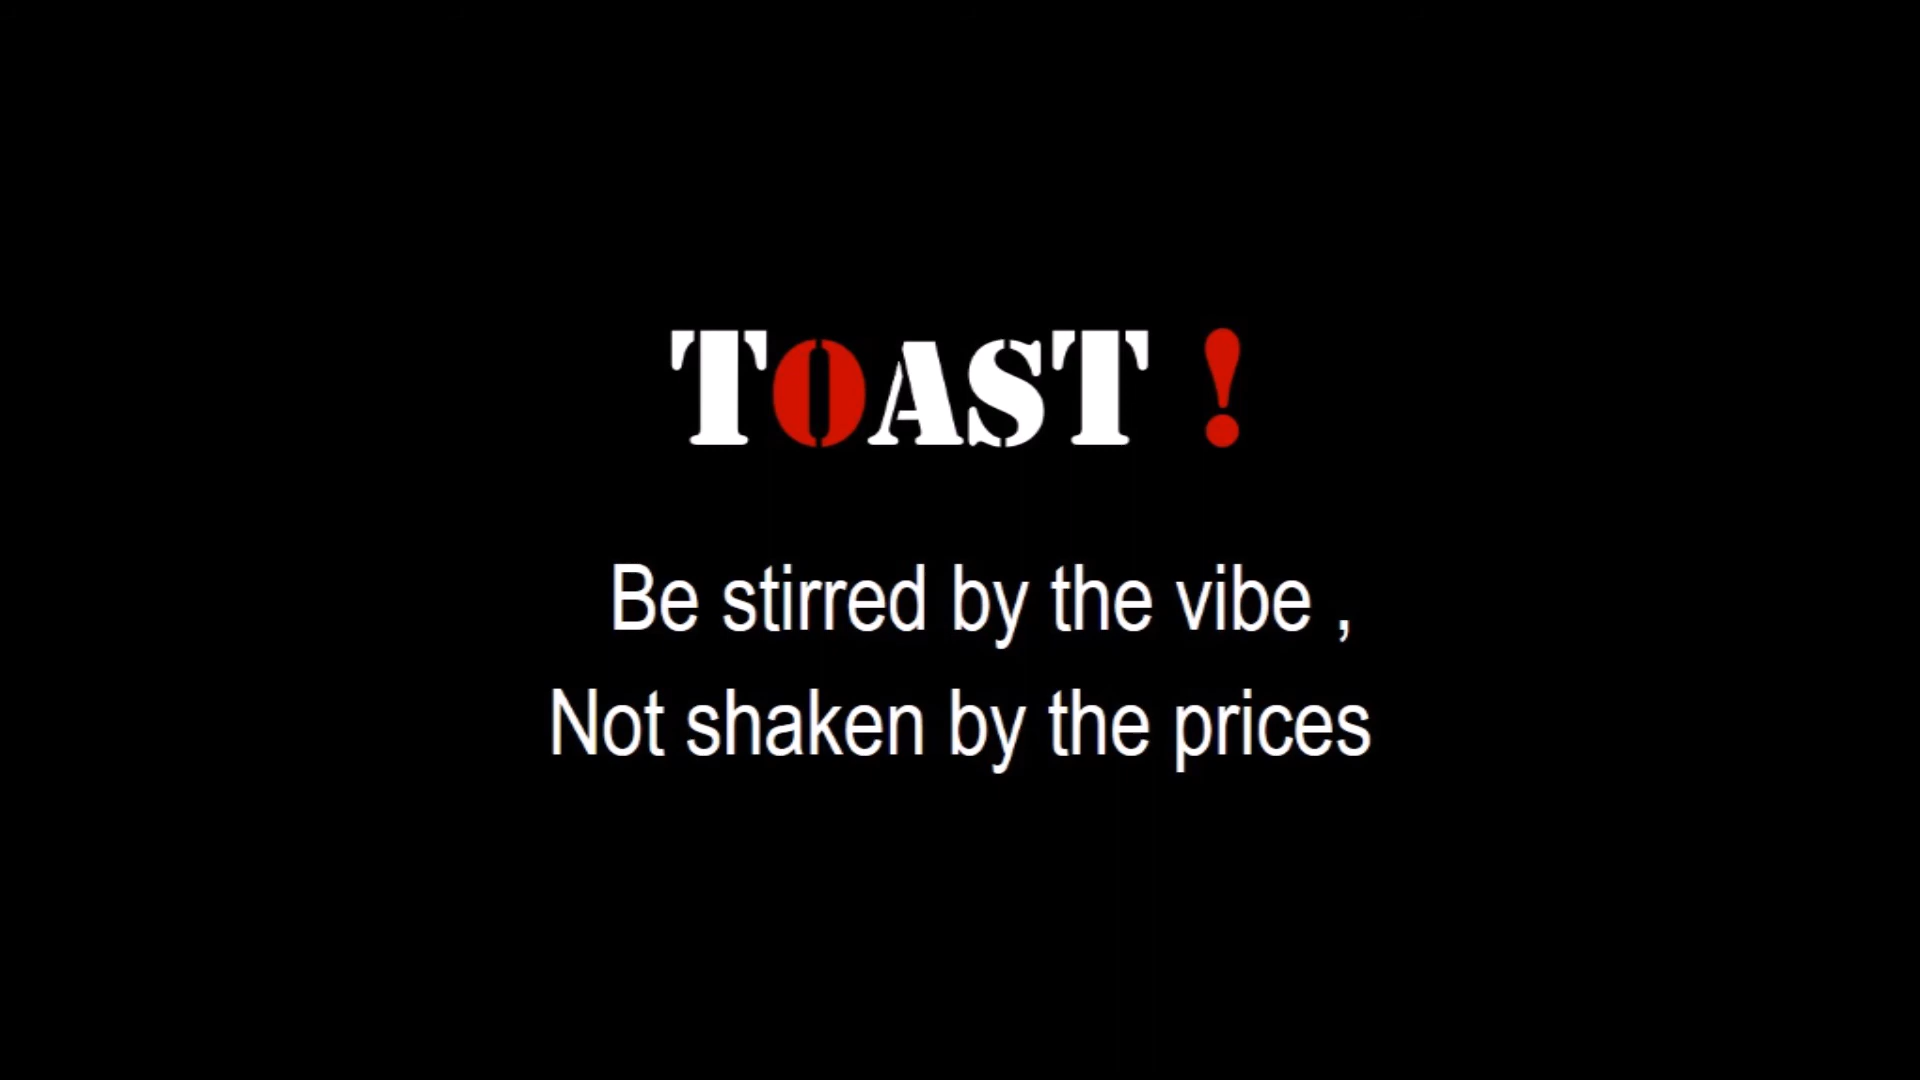 TOAST !
Be stirred by the vibe ,
Not shaken by the prices